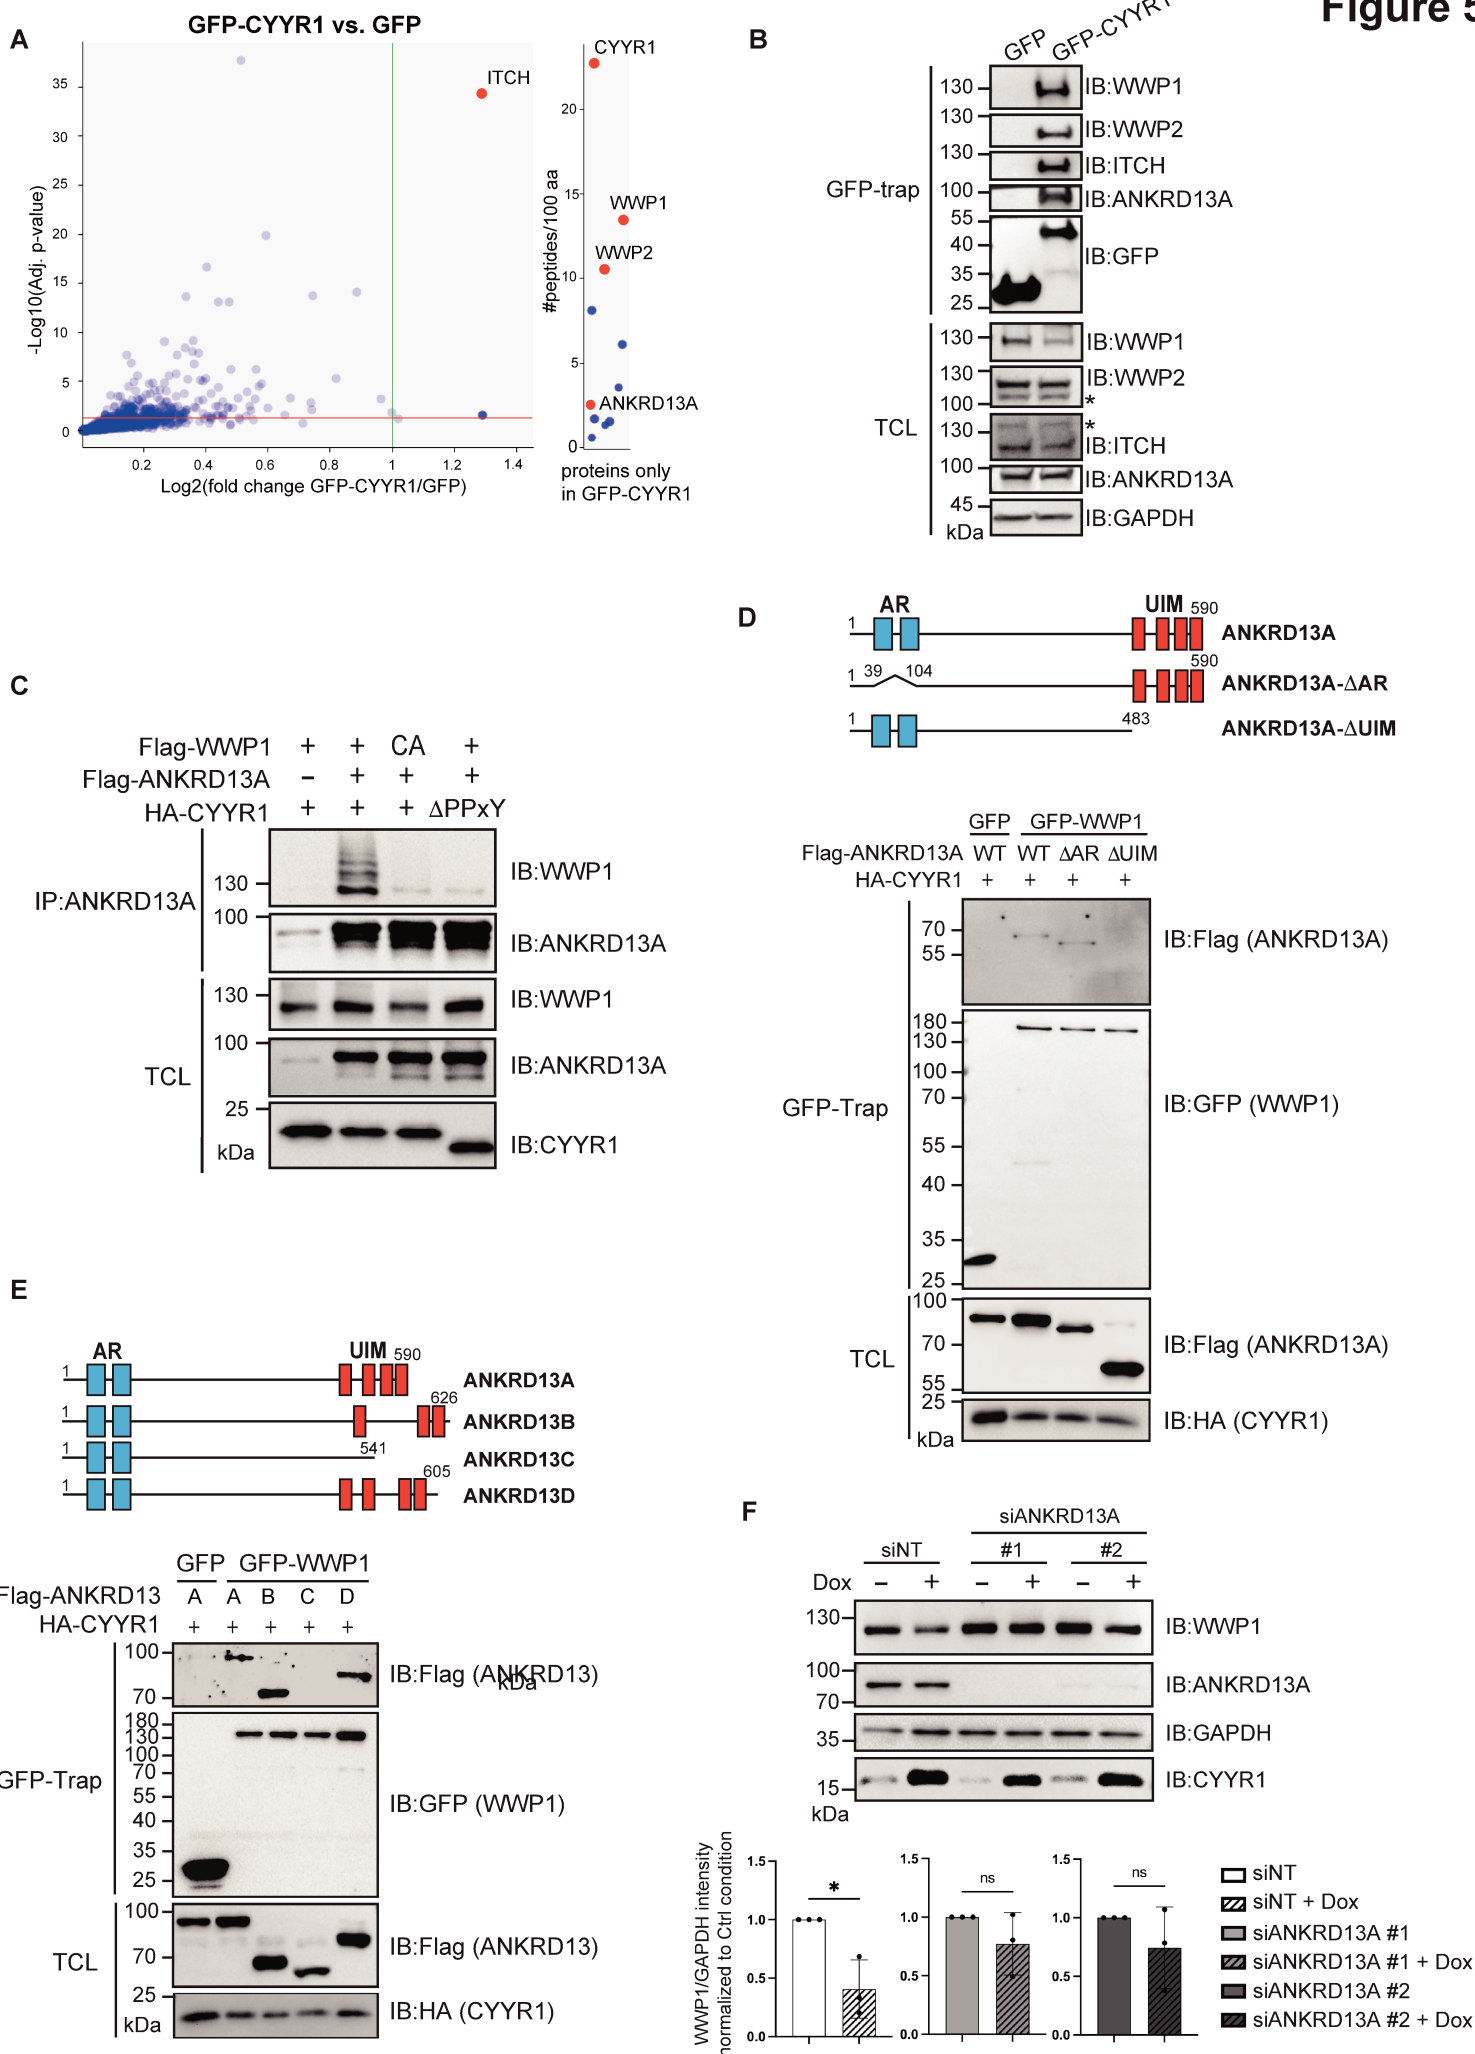 Figure 5
A
GFP-CYYR1 vs. GFP
-Log10(Adj. p-value)
35
30
25
20
15
10
5
0
ITCH
0.2 0.4 0.6 0.8 1 1.2 1.4
Log2(fold change GFP-CYYR1/GFP)
#peptides/100 aa
20
15
10
5
0
CYYR1
WWP1
WWP2
ANKRD13A
proteins only
in GFP-CYYR1
B
GFP GFP-CYYR1
GFP-trap
130 IB:WWP1
130 IB:WWP2
130 IB:ITCH
100 IB:ANKRD13A
55
40
35
25
IB:GFP
TCL
130 IB:WWP1
130 IB:WWP2
100 *
130 *
IB:ITCH
100 IB:ANKRD13A
45 IB:GAPDH
kDa
C
Flag-WWP1 + + CA +
Flag-ANKRD13A – + + +
HA-CYYR1 + + + ΔPPxY
IP:ANKRD13A
130 IB:WWP1
100 IB:ANKRD13A
TCL
130 IB:WWP1
100 IB:ANKRD13A
25 IB:CYYR1
kDa
D
AR UIM
1 590 ANKRD13A
1 39 104 590 ANKRD13A-ΔAR
1 483 ANKRD13A-ΔUIM
GFP GFP-WWP1
Flag-ANKRD13A WT WT ΔAR ΔUIM
HA-CYYR1 + + + +
GFP-Trap
70
55
IB:Flag (ANKRD13A)
180
130
100
70
55
40
35
25
IB:GFP (WWP1)
TCL
100
70
55
IB:Flag (ANKRD13A)
25 IB:HA (CYYR1)
kDa
E
AR UIM
1 590 ANKRD13A
1 626 ANKRD13B
1 541 ANKRD13C
1 605 ANKRD13D
GFP GFP-WWP1
Flag-ANKRD13 A A B C D
HA-CYYR1 + + + + +
GFP-Trap
100
70
IB:Flag (ANKRD13)
kDa
180
130
100
70
55
40
35
25
IB:GFP (WWP1)
TCL
100
70
IB:Flag (ANKRD13)
25 IB:HA (CYYR1)
kDa
F
siANKRD13A
siNT #1 #2
Dox – + – + – +
130 IB:WWP1
100
70
IB:ANKRD13A
35 IB:GAPDH
15 IB:CYYR1
kDa
WWP1/GAPDH intensity
normalized to Ctrl condition
1.5
1.0
0.5
0.0
*
1.5
1.0
0.5
0.0
ns
1.5
1.0
0.5
0.0
ns
siNT
siNT + Dox
siANKRD13A #1
siANKRD13A #1 + Dox
siANKRD13A #2
siANKRD13A #2 + Dox